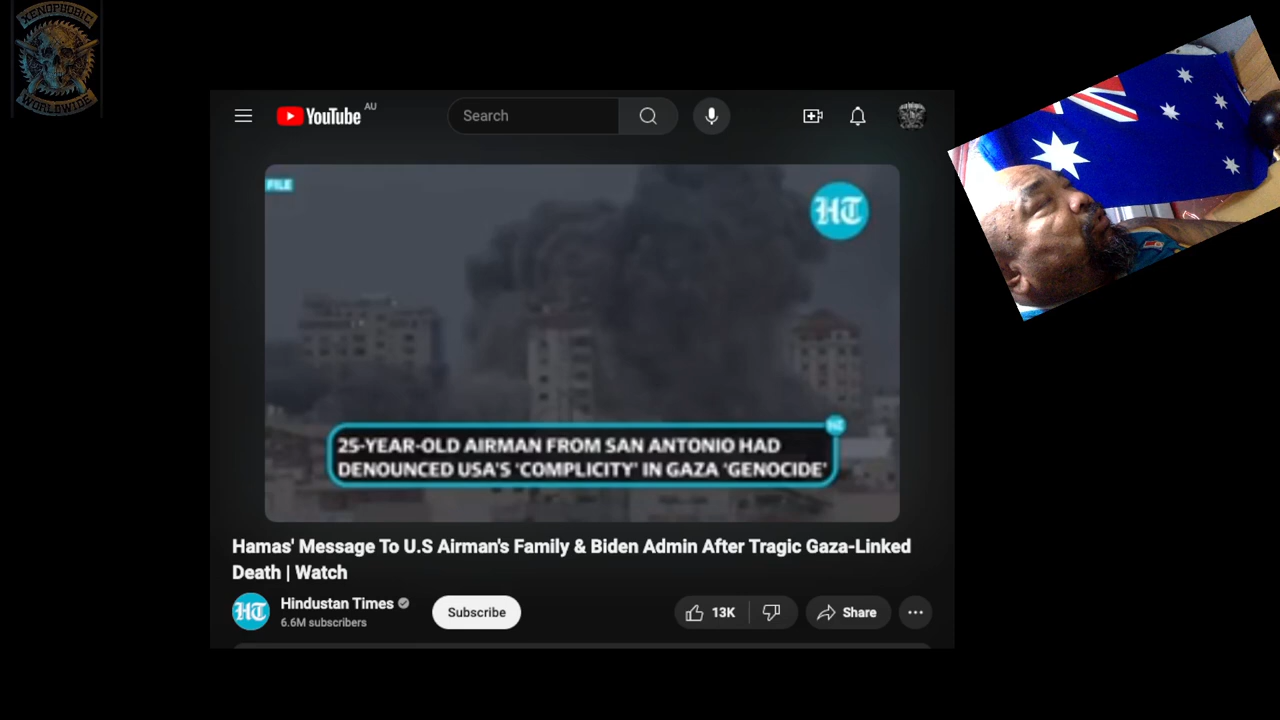 XENOPHOBIC
WORLDWIDE
YouTube AU
Search
FILE
HT
HT
25-YEAR-OLD AIRMAN FROM SAN ANTONIO HAD
DENOUNCED USA'S 'COMPLICITY' IN GAZA 'GENOCIDE'
Hamas' Message To U.S Airman's Family & Biden Admin After Tragic Gaza-Linked
Death | Watch
HT
Hindustan Times
6.6M subscribers
Subscribe
13K
Share